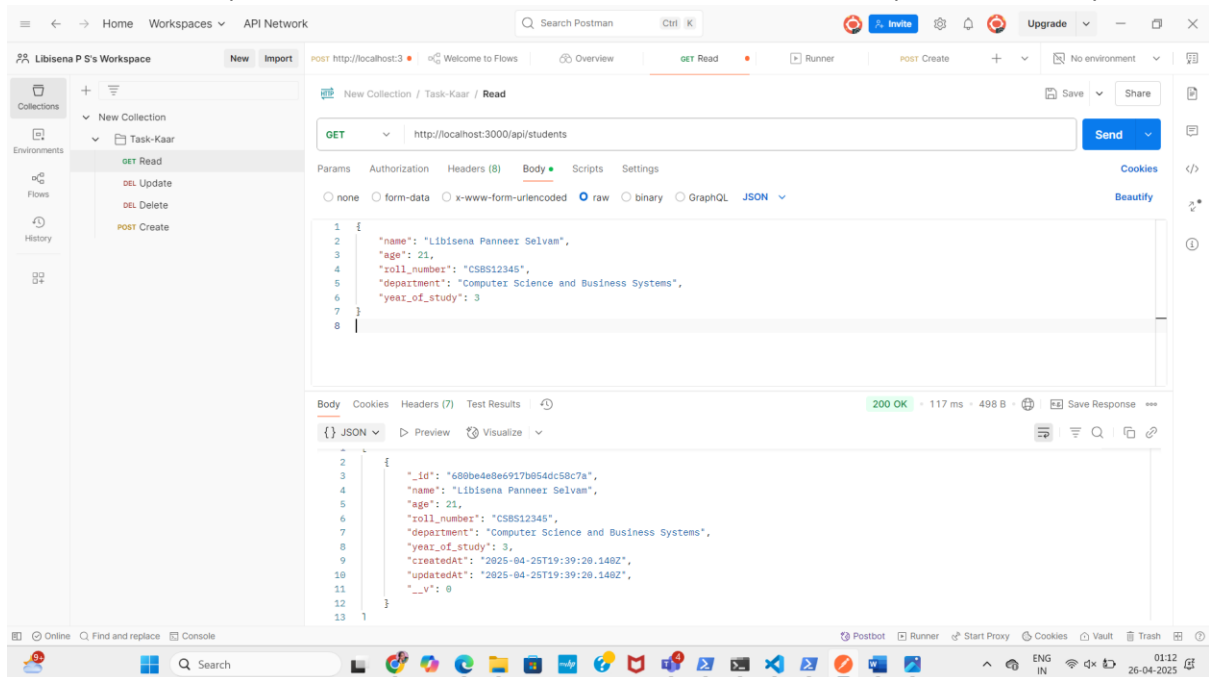 Home Workspaces API Network Search Postman Ctrl K Invite Upgrade
Libisena P S's Workspace New Import POST http://localhost:3 Welcome to Flows Overview GET Read Runner POST Create No environment
Collections
Environments
Flows
History
New Collection
Task-Kaar
GET Read
DEL Update
DEL Delete
POST Create
HTTP New Collection / Task-Kaar / Read Save Share
GET http://localhost:3000/api/students Send
Params Authorization Headers (8) Body Scripts Settings Cookies
none form-data x-www-form-urlencoded raw binary GraphQL JSON Beautify
1 {
2 "name": "Libisena Panneer Selvam",
3 "age": 21,
4 "roll_number": "CSBS12345",
5 "department": "Computer Science and Business Systems",
6 "year_of_study": 3
7 }
8
Body Cookies Headers (7) Test Results 200 OK 117 ms 498 B Save Response
{} JSON Preview Visualize
2 {
3 "_id": "680be4e8e6917b054dc58c7a",
4 "name": "Libisena Panneer Selvam",
5 "age": 21,
6 "roll_number": "CSBS12345",
7 "department": "Computer Science and Business Systems",
8 "year_of_study": 3,
9 "createdAt": "2025-04-25T19:39:20.140Z",
10 "updatedAt": "2025-04-25T19:39:20.140Z",
11 "__v": 0
12 }
13 ]
Online Find and replace Console Postbot Runner Start Proxy Cookies Vault Trash
Search ENG 01:12
IN 26-04-2025